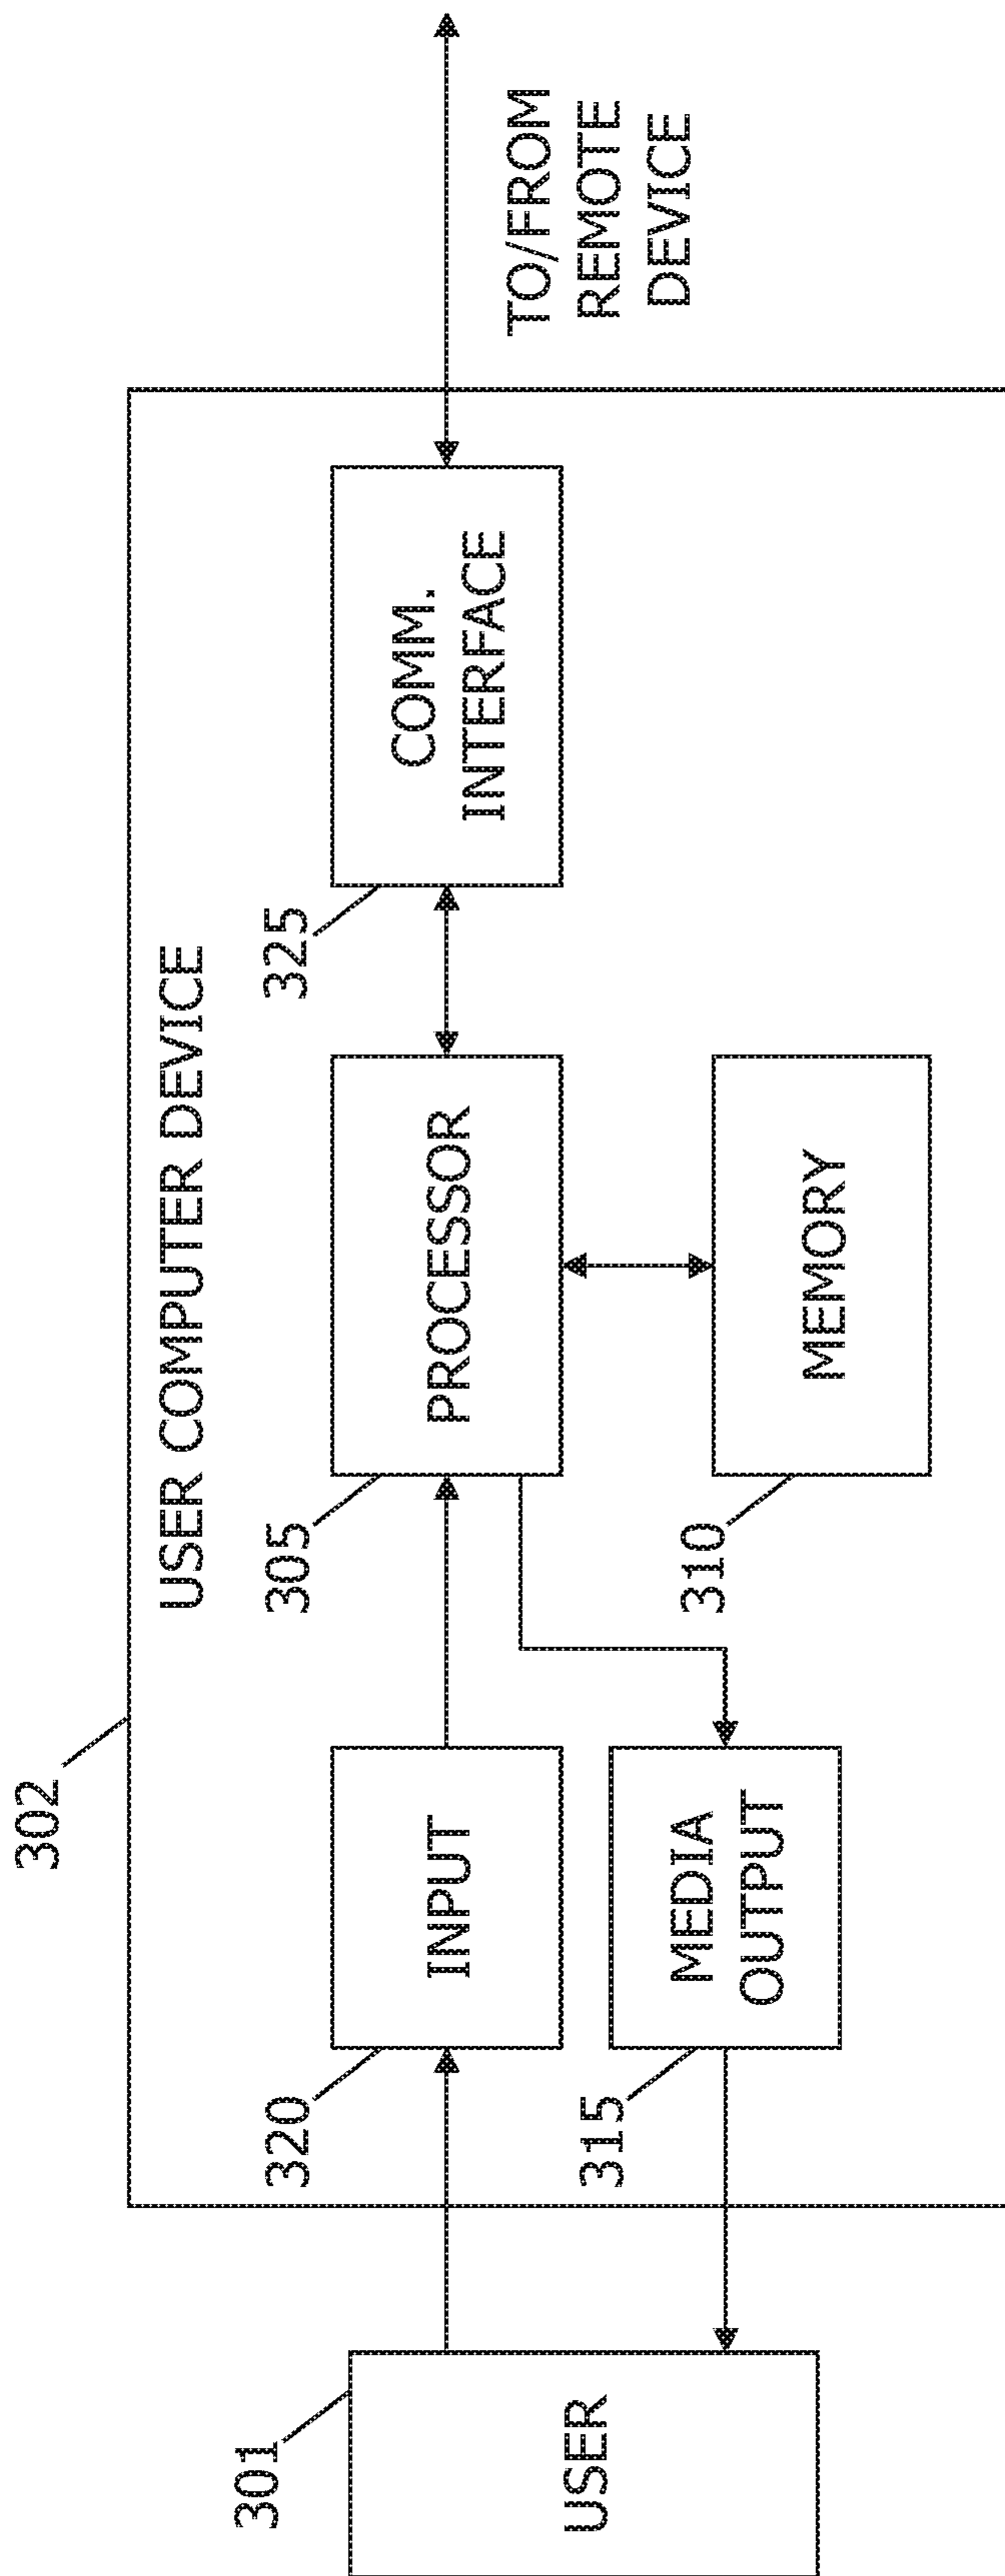 302
USER COMPUTER DEVICE
301
USER
320
INPUT
315
MEDIA
OUTPUT
305
PROCESSOR
310
MEMORY
325
COMM.
INTERFACE
TO/FROM
REMOTE
DEVICE